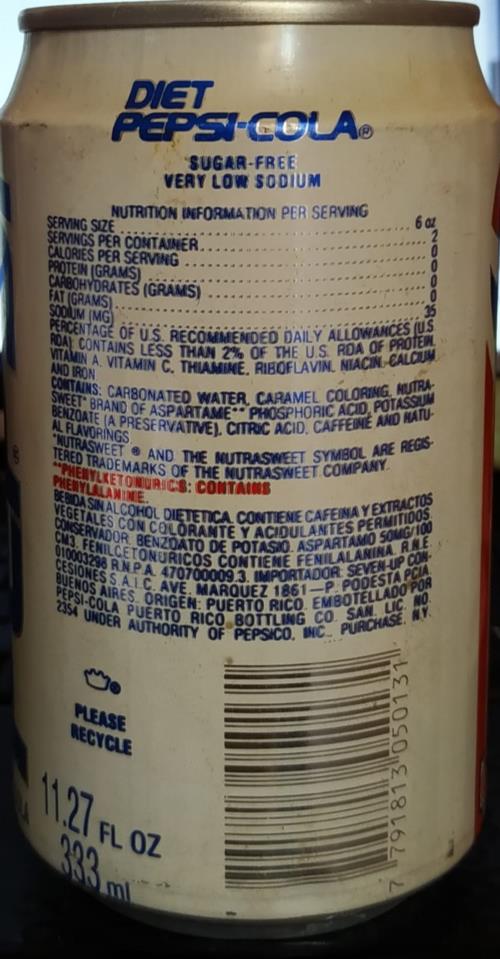 DIET
PEPSI-COLA®
SUGAR-FREE
VERY LOW SODIUM
NUTRITION INFORMATION PER SERVING
SERVING SIZE 6 oz
SERVINGS PER CONTAINER 2
CALORIES PER SERVING 0
PROTEIN (GRAMS) 0
CARBOHYDRATES (GRAMS) 0
FAT (GRAMS) 0
SODIUM (MG) 35
PERCENTAGE OF U.S. RECOMMENDED DAILY ALLOWANCES (U.S.
RDA): CONTAINS LESS THAN 2% OF THE U.S. RDA OF PROTEIN,
VITAMIN A, VITAMIN C, THIAMINE, RIBOFLAVIN, NIACIN, CALCIUM
AND IRON.
CONTAINS: CARBONATED WATER, CARAMEL COLORING, NUTRA-
SWEET* BRAND OF ASPARTAME** PHOSPHORIC ACID, POTASSIUM
BENZOATE (A PRESERVATIVE), CITRIC ACID, CAFFEINE AND NATU-
AL FLAVORINGS.
*NUTRASWEET ® AND THE NUTRASWEET SYMBOL ARE REGIS-
TERED TRADEMARKS OF THE NUTRASWEET COMPANY.
**PHENYLKETONURICS: CONTAINS
PHENYLALANINE.
BEBIDA SIN ALCOHOL DIETETICA. CONTIENE CAFEINA Y EXTRACTOS
VEGETALES CON COLORANTE Y ACIDULANTES PERMITIDOS
CONSERVADOR. BENZOATO DE POTASIO. ASPARTAMO 50MG/100
CM3. FENILCETONURICOS CONTIENE FENILALANINA. R.N.E.
010003298 R.N.P.A. 470700009.3. IMPORTADOR: SEVEN-UP CON-
CESIONES S.A.I.C. AVE. MARQUEZ 1861—P. PODESTA PCIA.
BUENOS AIRES. ORIGEN: PUERTO RICO. EMBOTELLADO POR
PEPSI-COLA PUERTO RICO BOTTLING CO. SAN. LIC. NO.
2354 UNDER AUTHORITY OF PEPSICO, INC., PURCHASE, N.Y.
PLEASE
RECYCLE
11.27 FL OZ
333 ml
7 791813 050131